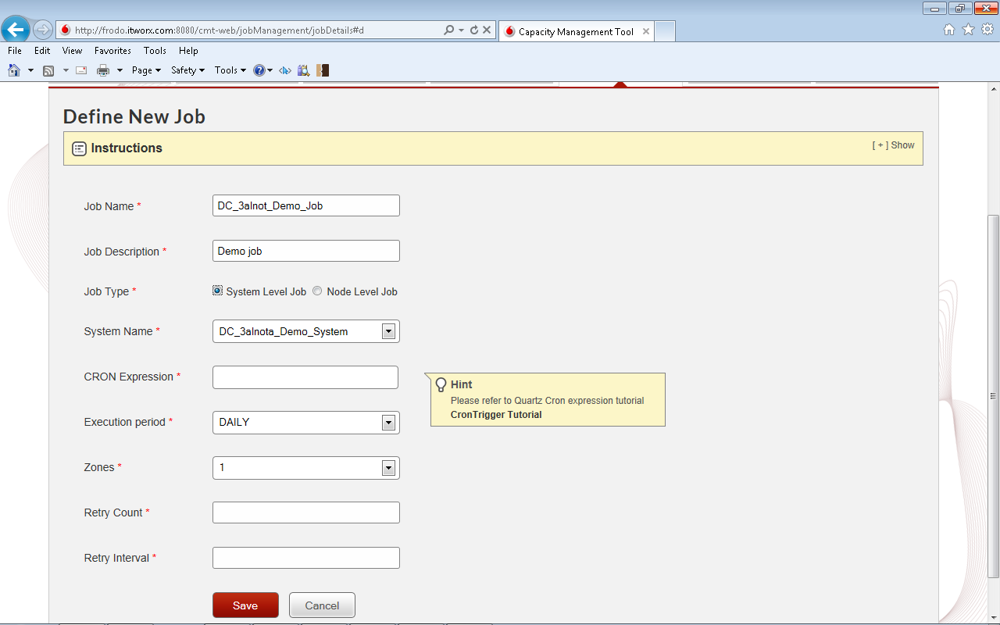 http://frodo.itworx.com:8080/cmt-web/jobManagement/jobDetails#d
Capacity Management Tool
File Edit View Favorites Tools Help
Page Safety Tools
Define New Job
Instructions
[ + ] Show
Job Name *
DC_3alnot_Demo_Job
Job Description *
Demo job
Job Type *
System Level Job Node Level Job
System Name *
DC_3alnota_Demo_System
CRON Expression *
Hint
Please refer to Quartz Cron expression tutorial
CronTrigger Tutorial
Execution period *
DAILY
Zones *
1
Retry Count *
Retry Interval *
Save Cancel